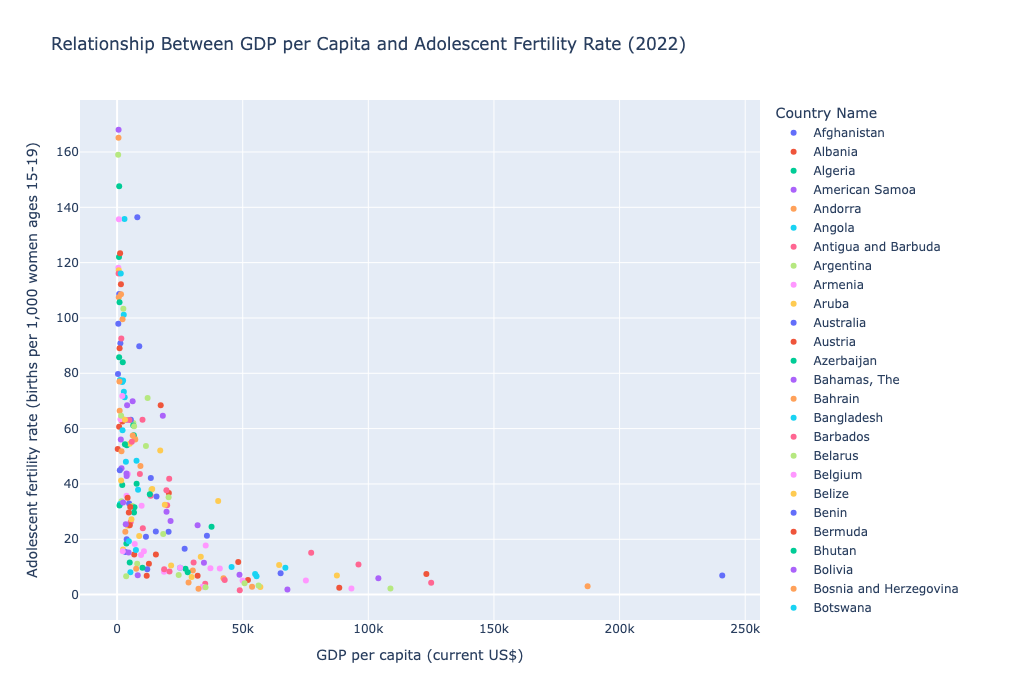 Relationship Between GDP per Capita and Adolescent Fertility Rate (2022)
Adolescent fertility rate (births per 1,000 women ages 15-19)
160
140
120
100
80
60
40
20
0
0
50k
100k
150k
200k
250k
GDP per capita (current US$)
Country Name
Afghanistan
Albania
Algeria
American Samoa
Andorra
Angola
Antigua and Barbuda
Argentina
Armenia
Aruba
Australia
Austria
Azerbaijan
Bahamas, The
Bahrain
Bangladesh
Barbados
Belarus
Belgium
Belize
Benin
Bermuda
Bhutan
Bolivia
Bosnia and Herzegovina
Botswana